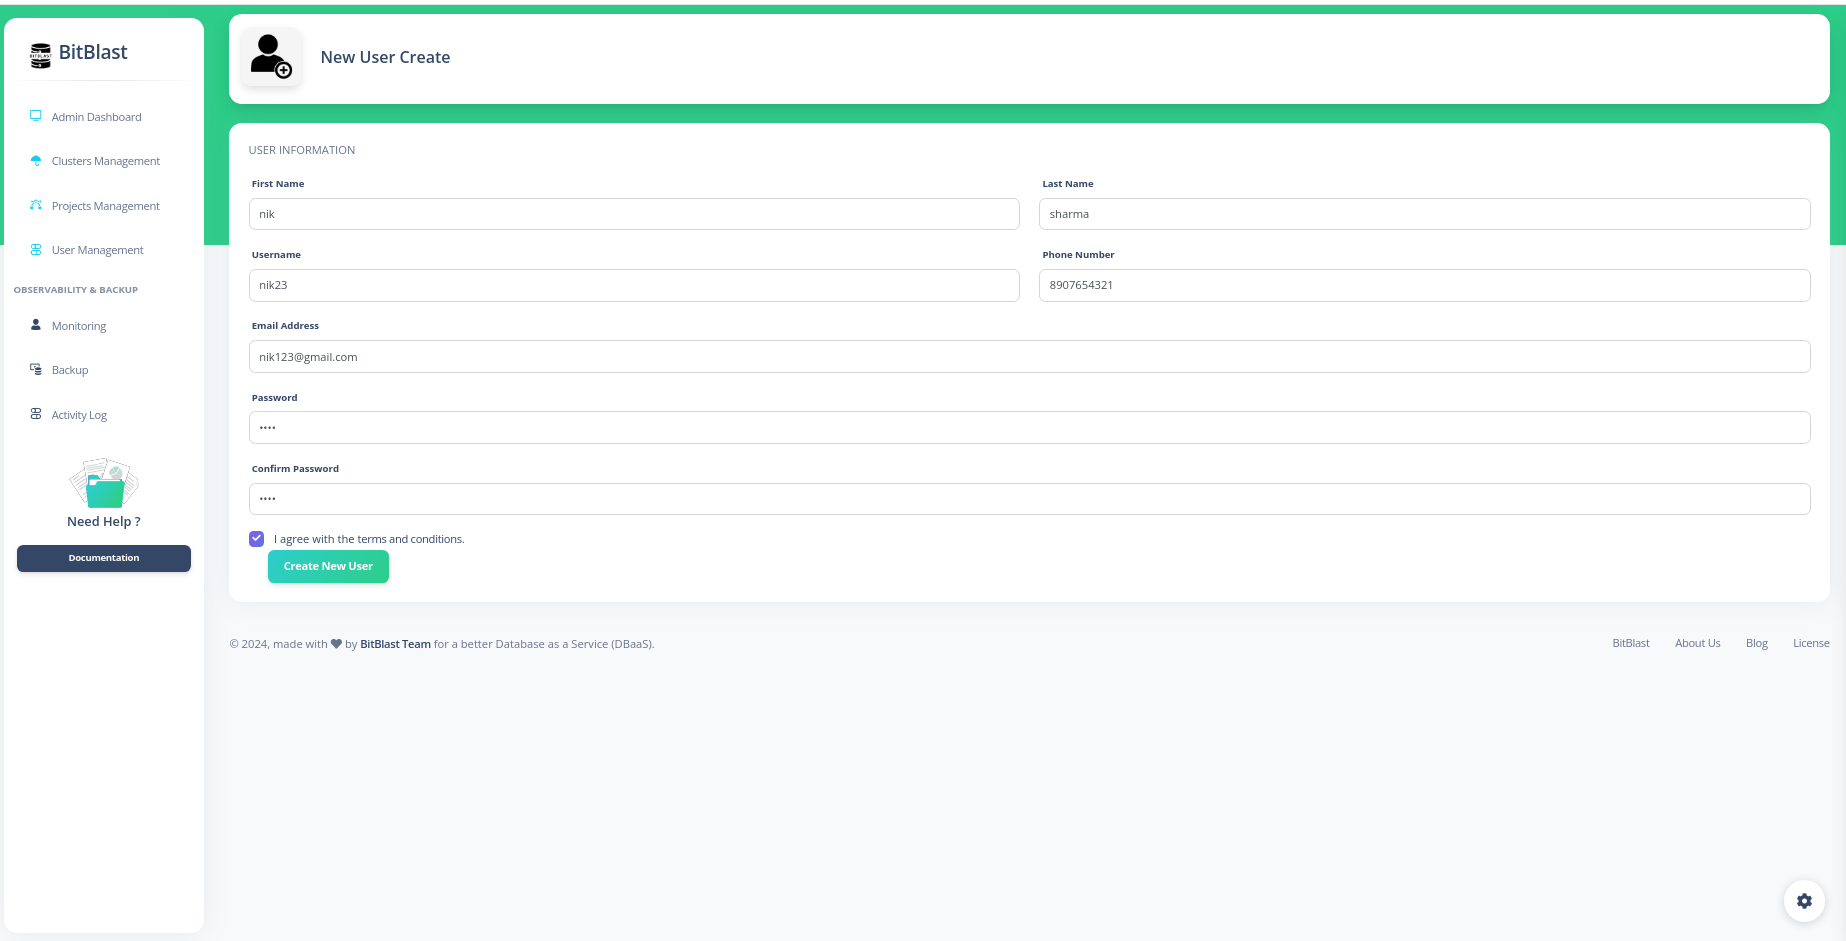 BitBlast
Admin Dashboard
Clusters Management
Projects Management
User Management
OBSERVABILITY & BACKUP
Monitoring
Backup
Activity Log
Need Help ?
Documentation
New User Create
USER INFORMATION
First Name
Last Name
nik
sharma
Username
Phone Number
nik23
8907654321
Email Address
nik123@gmail.com
Password
••••
Confirm Password
••••
I agree with the terms and conditions.
Create New User
© 2024, made with ♥ by BitBlast Team for a better Database as a Service (DBaaS).
BitBlast About Us Blog License